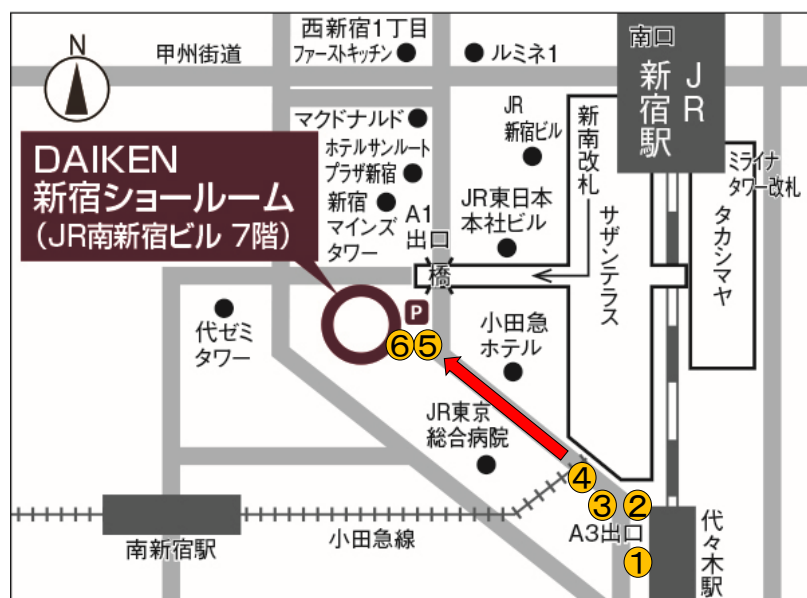 西新宿1丁目
甲州街道
ファーストキッチン
ルミネ1
南口
JR
新宿駅
N
マクドナルド
JR
新宿ビル
新南改札
ミライナ
タワー改札
DAIKEN
新宿ショールーム
(JR南新宿ビル 7階)
ホテルサンルート
プラザ新宿
新宿
マインズ
タワー
A1
出口
JR東日本
本社ビル
サザンテラス
タカシマヤ
橋
P
代ゼミ
タワー
小田急
ホテル
⑥⑤
JR東京
総合病院
④
③
②
A3出口
①
代々木駅
南新宿駅
小田急線